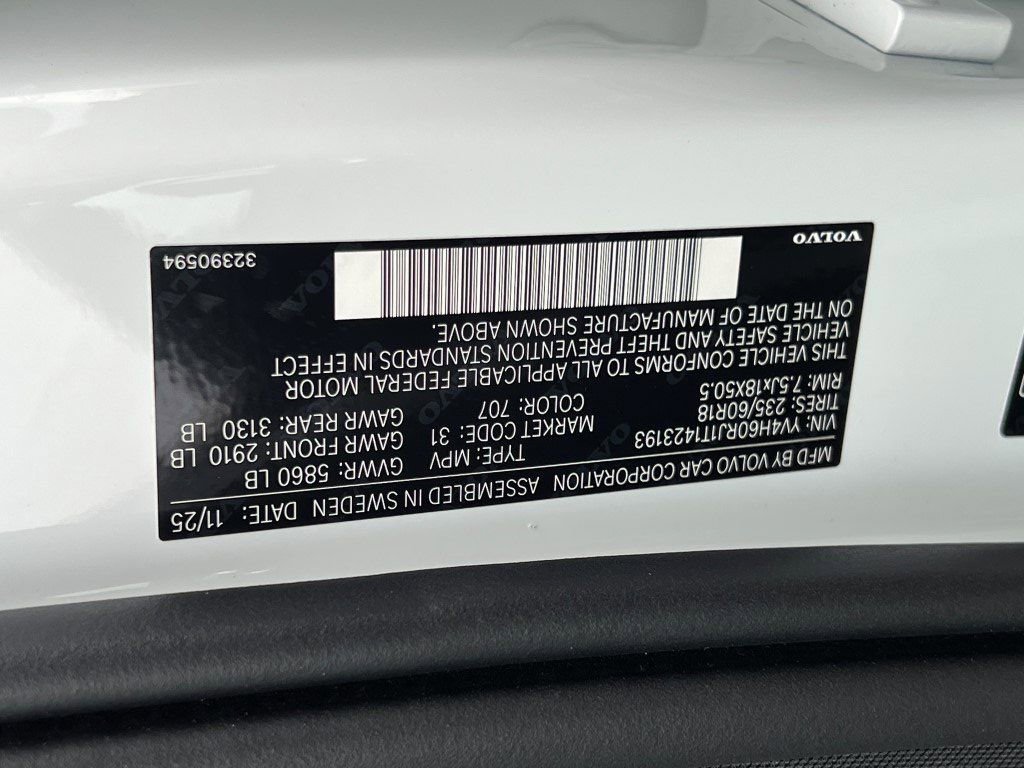 MFD BY VOLVO CAR CORPORATION ASSEMBLED IN SWEDEN DATE: 11/25
VIN: YV4H60RJ1T1423193 TYPE: MPV GVWR: 5860 LB
TIRES: 235/60R18 MARKET CODE: 31 GAWR FRONT: 2910 LB
RIM: 7.5Jx18X50.5 COLOR: 707 GAWR REAR: 3130 LB
THIS VEHICLE CONFORMS TO ALL APPLICABLE FEDERAL MOTOR
VEHICLE SAFETY AND THEFT PREVENTION STANDARDS IN EFFECT
ON THE DATE OF MANUFACTURE SHOWN ABOVE.
VOLVO 32390594